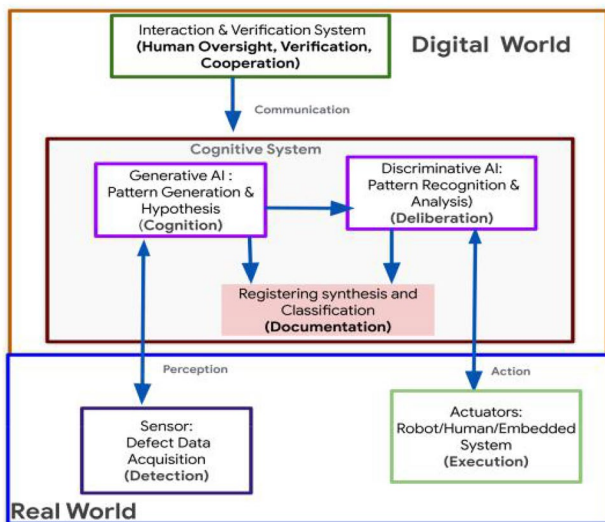 Interaction & Verification System
(Human Oversight, Verification,
Cooperation)
Digital World
Communication
Cognitive System
Generative AI :
Pattern Generation &
Hypothesis
(Cognition)
Discriminative AI:
Pattern Recognition &
Analysis)
(Deliberation)
Registering synthesis and
Classification
(Documentation)
Perception
Action
Sensor:
Defect Data
Acquisition
(Detection)
Actuators:
Robot/Human/Embedded
System
(Execution)
Real World